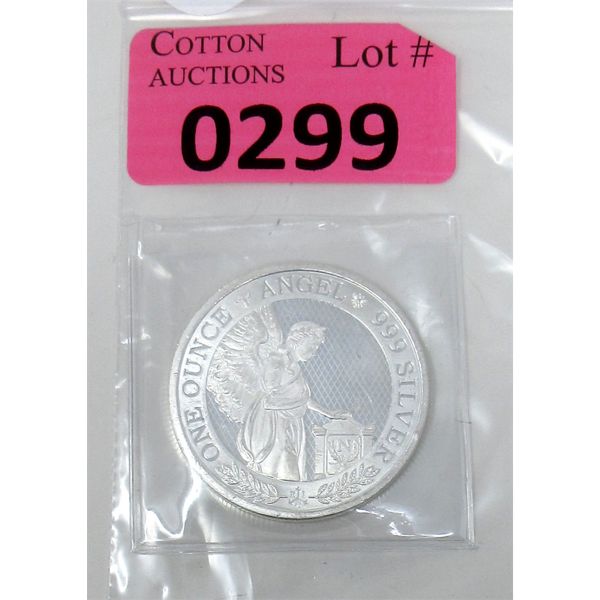 COTTON
AUCTIONS
Lot #
0299
ONE OUNCE ANGEL 999 SILVER
N